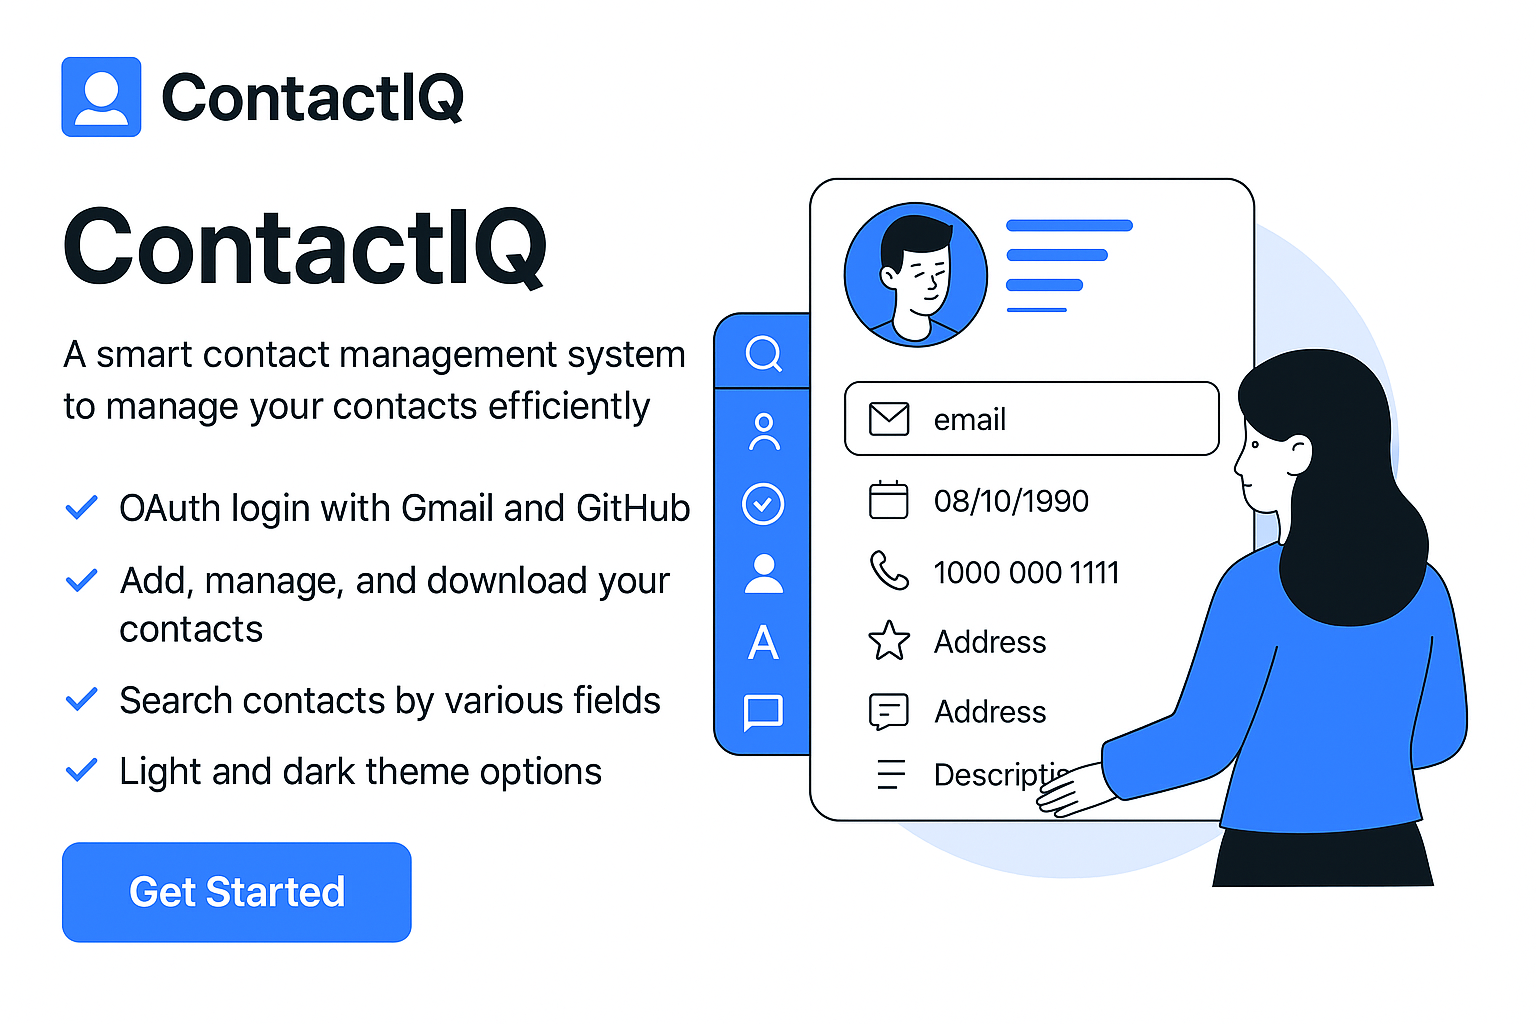 ContactIQ
ContactIQ
A smart contact management system
to manage your contacts efficiently
OAuth login with Gmail and GitHub
Add, manage, and download your
contacts
Search contacts by various fields
Light and dark theme options
Get Started
A
email
08/10/1990
1000 000 1111
Address
Address
Descriptio